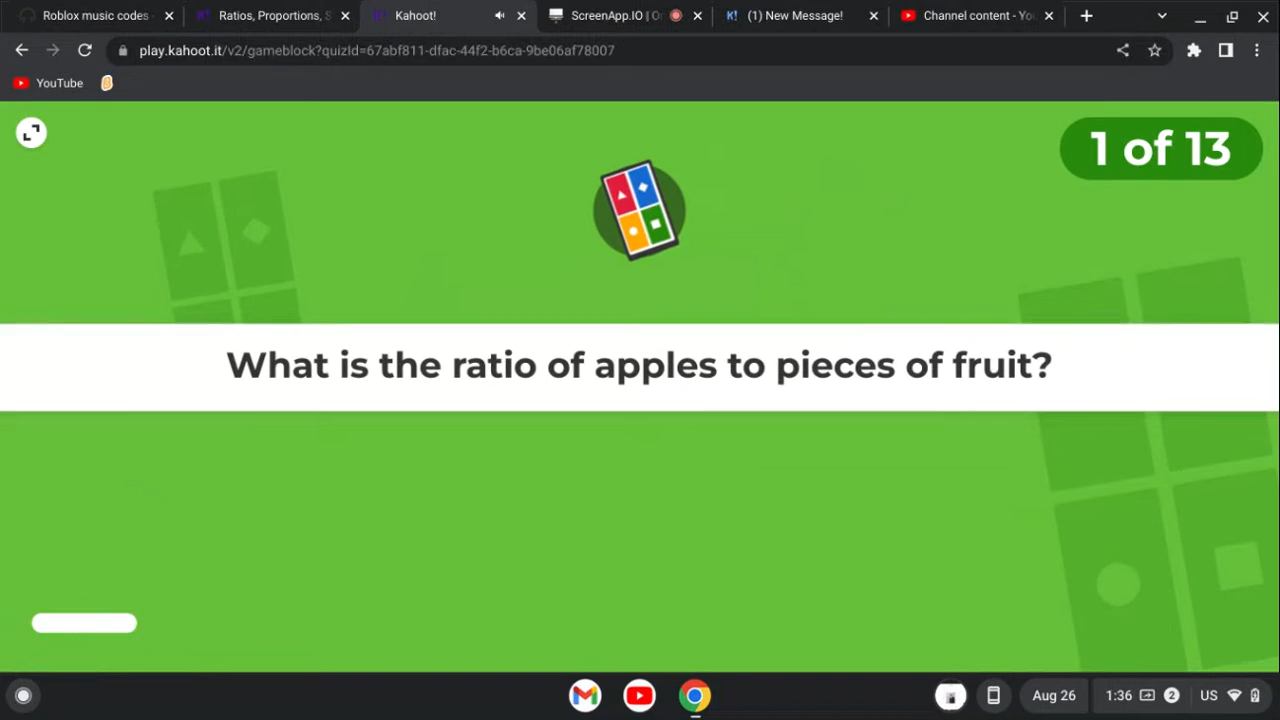 Roblox music codes
Ratios, Proportions, S
Kahoot!
ScreenApp.IO | O
K! (1) New Message!
Channel content - You
play.kahoot.it/v2/gameblock?quizId=67abf811-dfac-44f2-b6ca-9be06af78007
YouTube
1 of 13
What is the ratio of apples to pieces of fruit?
Aug 26
1:36
2
US